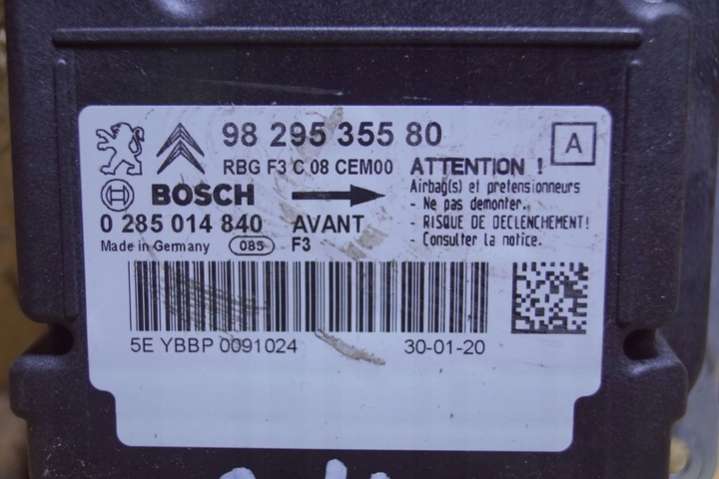 98 295 355 80
A
RBG F3 C 08 CEM00
BOSCH
0 285 014 840 AVANT
Made in Germany 085 F3
ATTENTION !
Airbag(s) et pretensionneurs
- Ne pas demonter.
- RISQUE DE DECLENCHEMENT!
- Consulter la notice.
5E YBBP 0091024 30-01-20